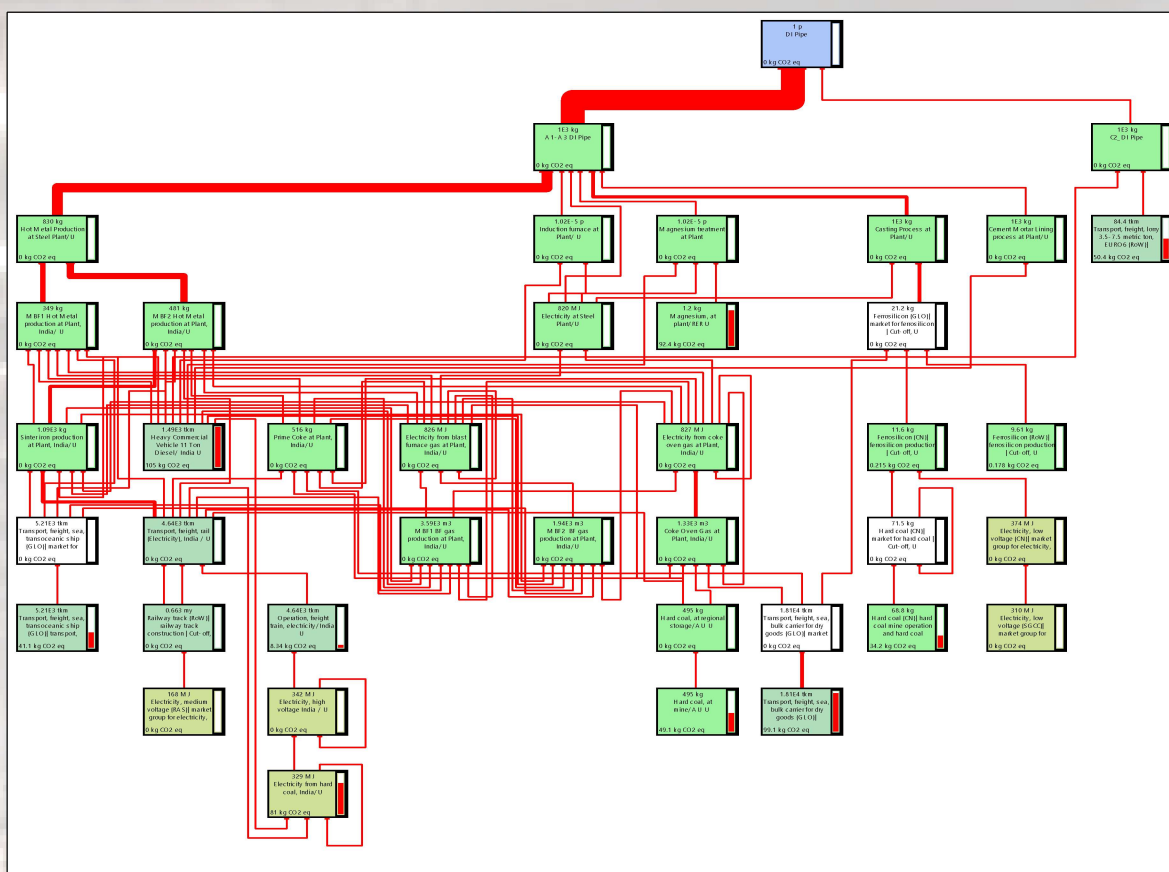 1 p
DI Pipe
0 kg CO2 eq
1E3 kg
A1-A3 DI Pipe
0 kg CO2 eq
1E3 kg
C2_DI Pipe
0 kg CO2 eq
830 kg
Hot Metal Production
at Steel Plant/ U
0 kg CO2 eq
1.02E-5 p
Induction furnace at
Plant/ U
0 kg CO2 eq
1.02E-5 p
Magnesium treatment
at Plant
0 kg CO2 eq
1E3 kg
Casting Process at
Plant/U
0 kg CO2 eq
1E3 kg
Cement Mortar Lining
process at Plant/U
0 kg CO2 eq
84.4 tkm
Transport, freight, lorry
3.5-7.5 metric ton,
EURO6 {RoW}|
50.4 kg CO2 eq
349 kg
MBF1 Hot Metal
production at Plant,
India/ U
0 kg CO2 eq
481 kg
MBF2 Hot Metal
production at Plant,
India/U
0 kg CO2 eq
820 MJ
Electricity at Steel
Plant/U
0 kg CO2 eq
1.2 kg
Magnesium, at
plant/RER U
92.4 kg CO2 eq
21.2 kg
Ferrosilicon {GLO}|
market for ferrosilicon
| Cut-off, U
0 kg CO2 eq
1.09E3 kg
Sinter iron production
at Plant, India/U
0 kg CO2 eq
1.49E3 tkm
Heavy Commercial
Vehicle 11 Ton
Diesel/ India U
105 kg CO2 eq
516 kg
Prime Coke at Plant,
India/U
0 kg CO2 eq
826 MJ
Electricity from blast
furnace gas at Plant,
India/U
0 kg CO2 eq
827 MJ
Electricity from coke
oven gas at Plant,
India/U
0 kg CO2 eq
11.6 kg
Ferrosilicon {CN}|
ferrosilicon production
| Cut-off, U
0.215 kg CO2 eq
9.61 kg
Ferrosilicon {RoW}|
ferrosilicon production
| Cut-off, U
0.178 kg CO2 eq
5.21E3 tkm
Transport, freight, sea,
transoceanic ship
{GLO}| market for
0 kg CO2 eq
4.64E3 tkm
Transport, freight, rail
(Electricity), India / U
0 kg CO2 eq
3.59E3 m3
MBF1 BF gas
production at Plant,
India/U
0 kg CO2 eq
1.94E3 m3
MBF2 BF gas
production at Plant,
India/U
0 kg CO2 eq
1.33E3 m3
Coke Oven Gas at
Plant, India/U
0 kg CO2 eq
71.5 kg
Hard coal {CN}|
market for hard coal |
Cut-off, U
0 kg CO2 eq
374 MJ
Electricity, low
voltage {CN}| market
group for electricity,
0 kg CO2 eq
5.21E3 tkm
Transport, freight, sea,
transoceanic ship
{GLO}| transport,
41.1 kg CO2 eq
0.663 my
Railway track {RoW}|
railway track
construction | Cut-off,
0 kg CO2 eq
4.64E3 tkm
Operation, freight
train, electricity/India
U
8.34 kg CO2 eq
495 kg
Hard coal, at regional
storage/AU U
0 kg CO2 eq
1.81E4 tkm
Transport, freight, sea,
bulk carrier for dry
goods {GLO}| market
0 kg CO2 eq
68.8 kg
Hard coal {CN}| hard
coal mine operation
and hard coal
34.2 kg CO2 eq
310 MJ
Electricity, low
voltage {SGCC}|
market group for
0 kg CO2 eq
168 MJ
Electricity, medium
voltage {RAS}| market
group for electricity,
0 kg CO2 eq
342 MJ
Electricity, high
voltage India / U
0 kg CO2 eq
495 kg
Hard coal, at
mine/AU U
49.1 kg CO2 eq
1.81E4 tkm
Transport, freight, sea,
bulk carrier for dry
goods {GLO}|
99.1 kg CO2 eq
329 MJ
Electricity from hard
coal, India/U
81 kg CO2 eq